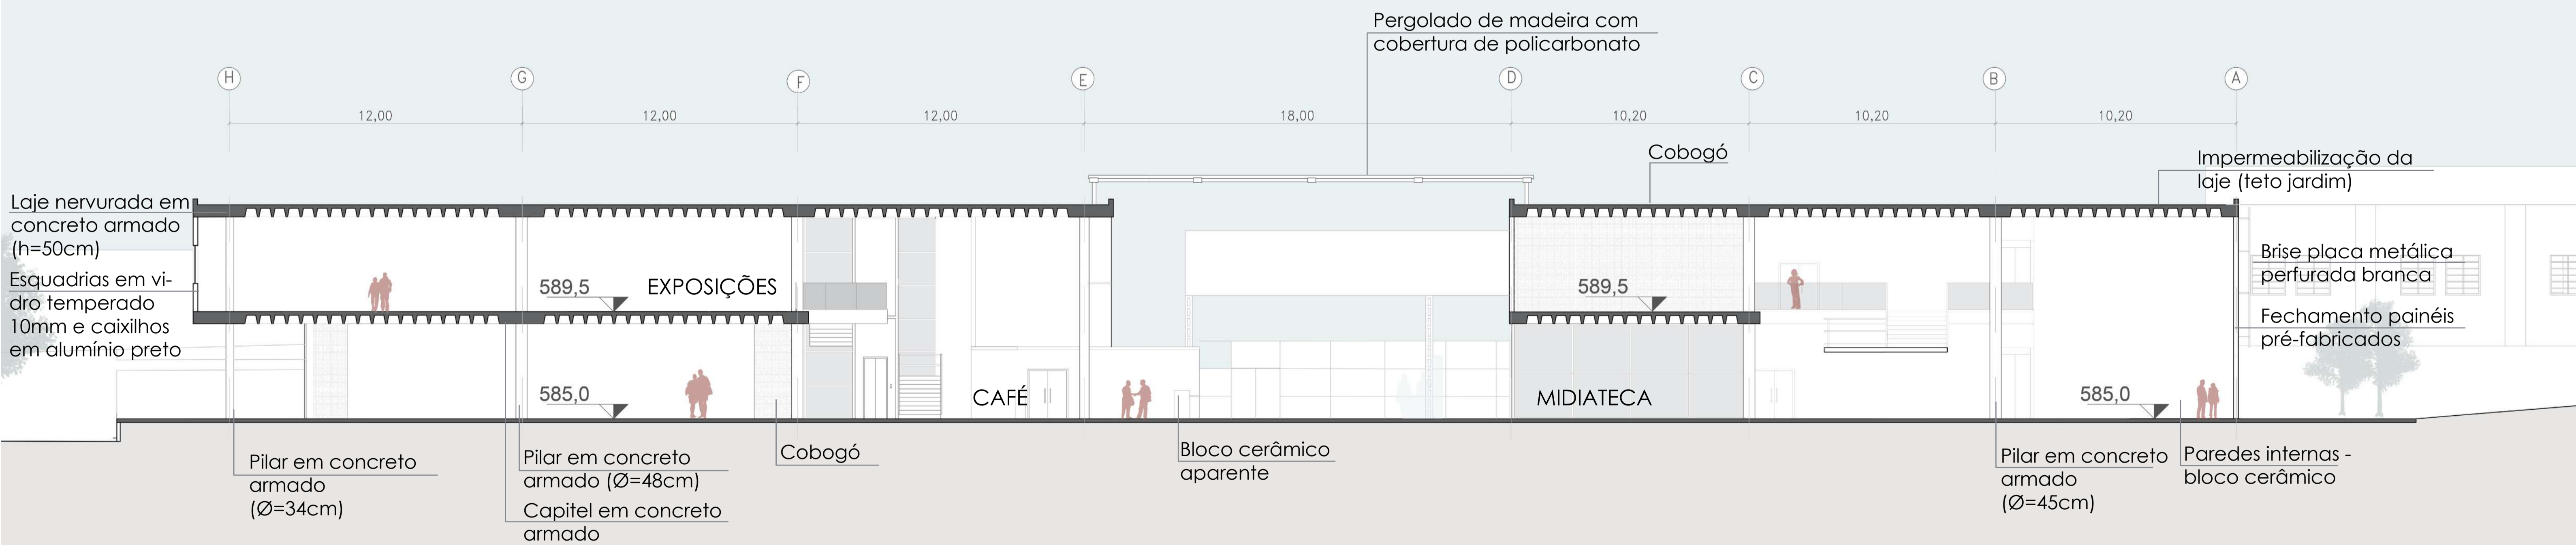 Pergolado de madeira com
cobertura de policarbonato
H
G
F
E
D
C
B
A
12,00
12,00
12,00
18,00
10,20
10,20
10,20
Cobogó
Impermeabilização da
laje (teto jardim)
Laje nervurada em
concreto armado
(h=50cm)
Esquadrias em vi-
dro temperado
10mm e caixilhos
em alumínio preto
589,5
EXPOSIÇÕES
589,5
Brise placa metálica
perfurada branca
Fechamento painéis
pré-fabricados
585,0
CAFÉ
MIDIATECA
585,0
Pilar em concreto
armado
(Ø=34cm)
Pilar em concreto
armado (Ø=48cm)
Capitel em concreto
armado
Cobogó
Bloco cerâmico
aparente
Pilar em concreto
armado
(Ø=45cm)
Paredes internas -
bloco cerâmico